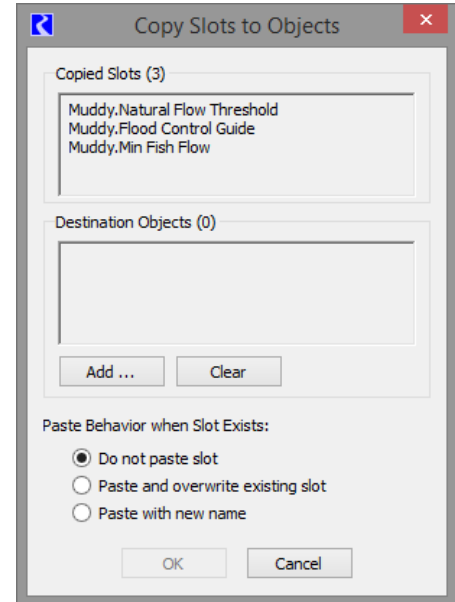 Copy Slots to Objects
Copied Slots (3)
Muddy.Natural Flow Threshold
Muddy.Flood Control Guide
Muddy.Min Fish Flow
Destination Objects (0)
Add ... Clear
Paste Behavior when Slot Exists:
Do not paste slot
Paste and overwrite existing slot
Paste with new name
OK Cancel